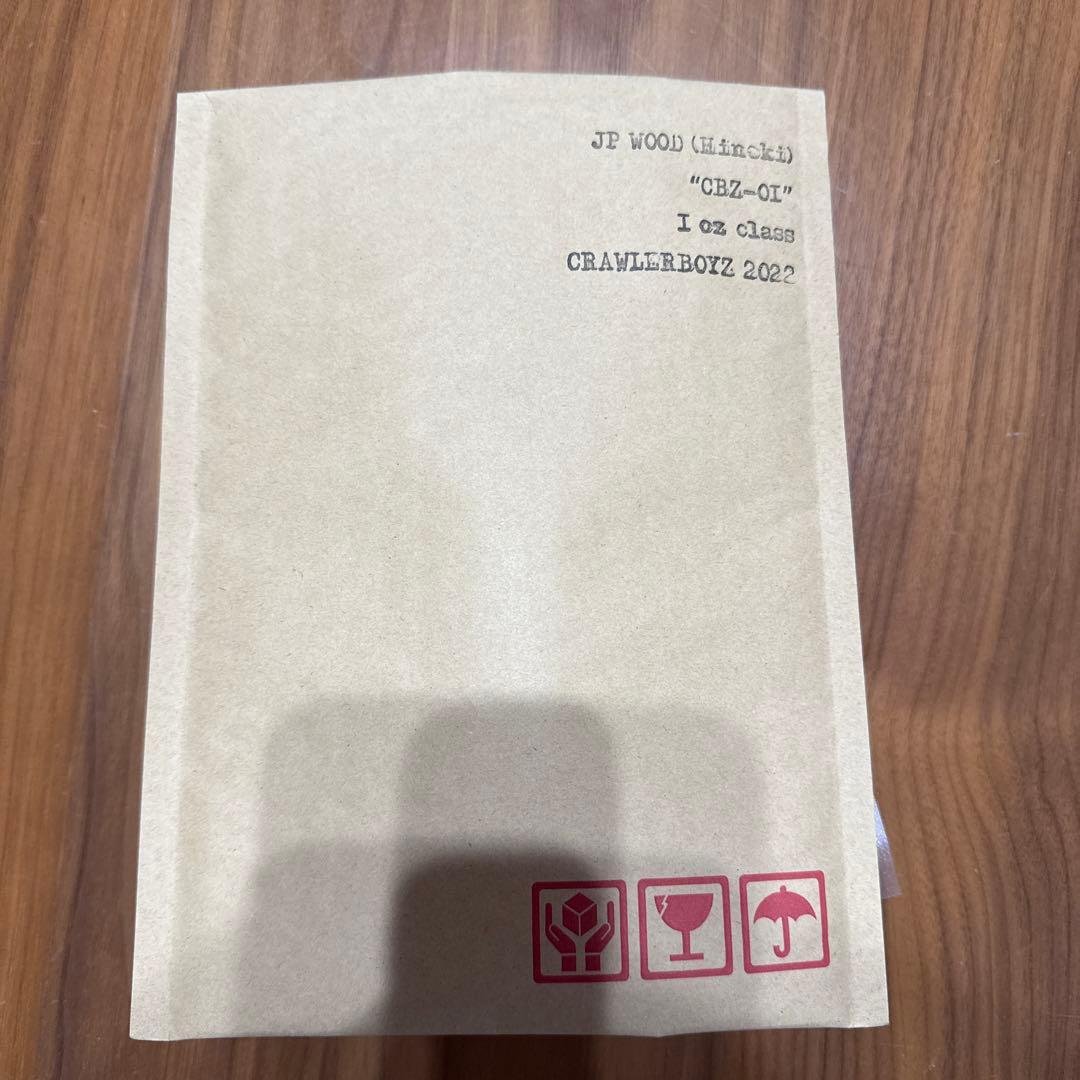 JP WOOD (Hinoki)
"CBZ-01"
1 oz class
CRAWLERBOYZ 2022